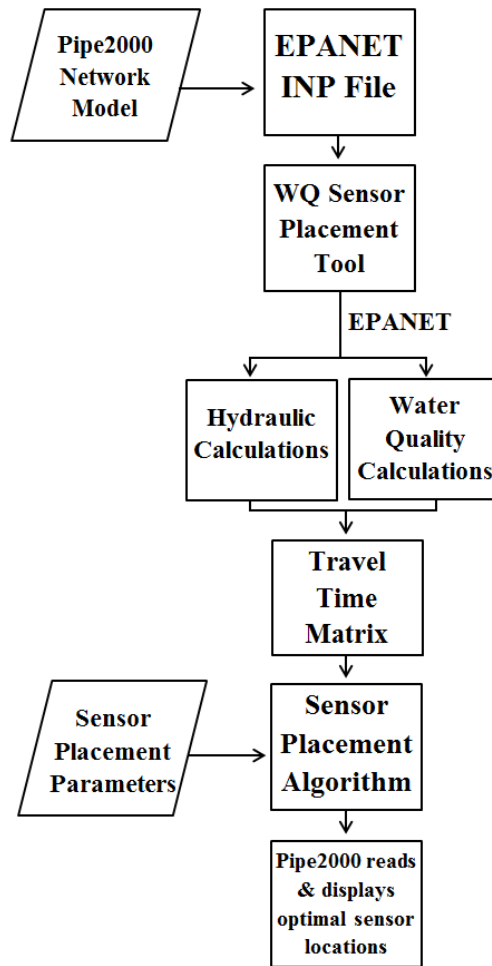 Pipe2000
Network
Model
EPANET
INP File
WQ Sensor
Placement
Tool
EPANET
Hydraulic
Calculations
Water
Quality
Calculations
Travel
Time
Matrix
Sensor
Placement
Parameters
Sensor
Placement
Algorithm
Pipe2000 reads
& displays
optimal sensor
locations